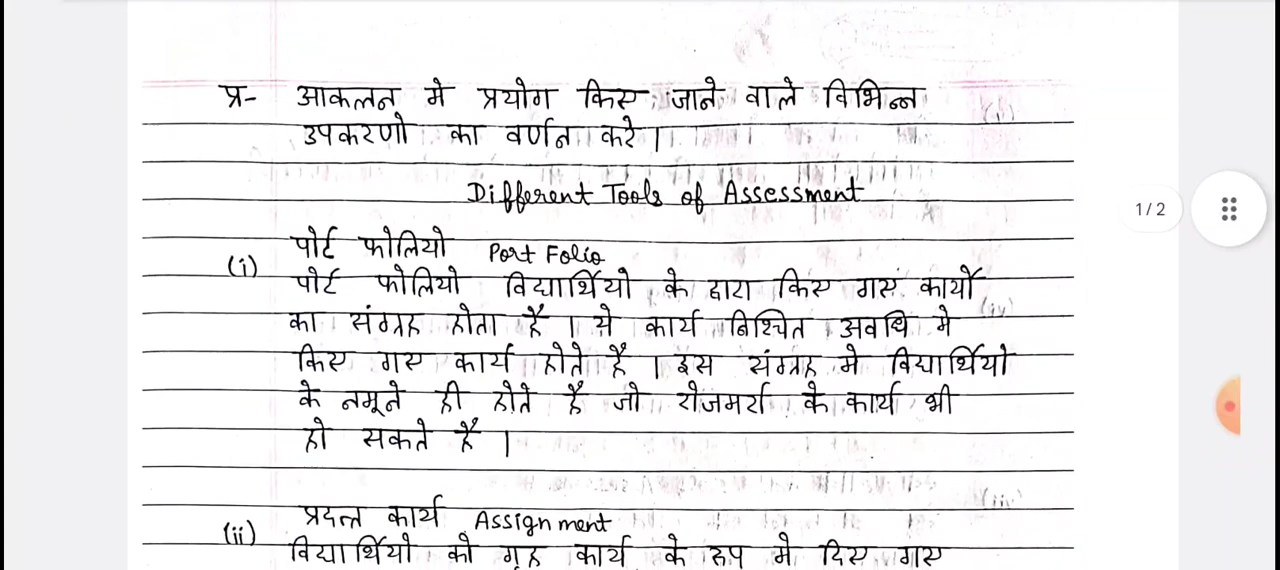 प्र- आकलन मे प्रयोग किए जाने वाले विभिन्न
उपकरणो का वर्णन करे ।
Different Tools of Assessment
1 / 2
(i) पोर्ट फोलियो Port Folio
पोर्ट फोलियो विद्यार्थियो के द्वारा किए गए कार्यो
का संग्रह होता है । ये कार्य निश्चित अवधि मे
किए गए कार्य होते है । इस संग्रह मे विद्यार्थियो
के नमूने ही होते है जो रोजमर्रा के कार्य भी
हो सकते है ।
(ii) प्रदत्त कार्य Assignment
विद्यार्थियो को गृह कार्य के रूप मे दिए गए